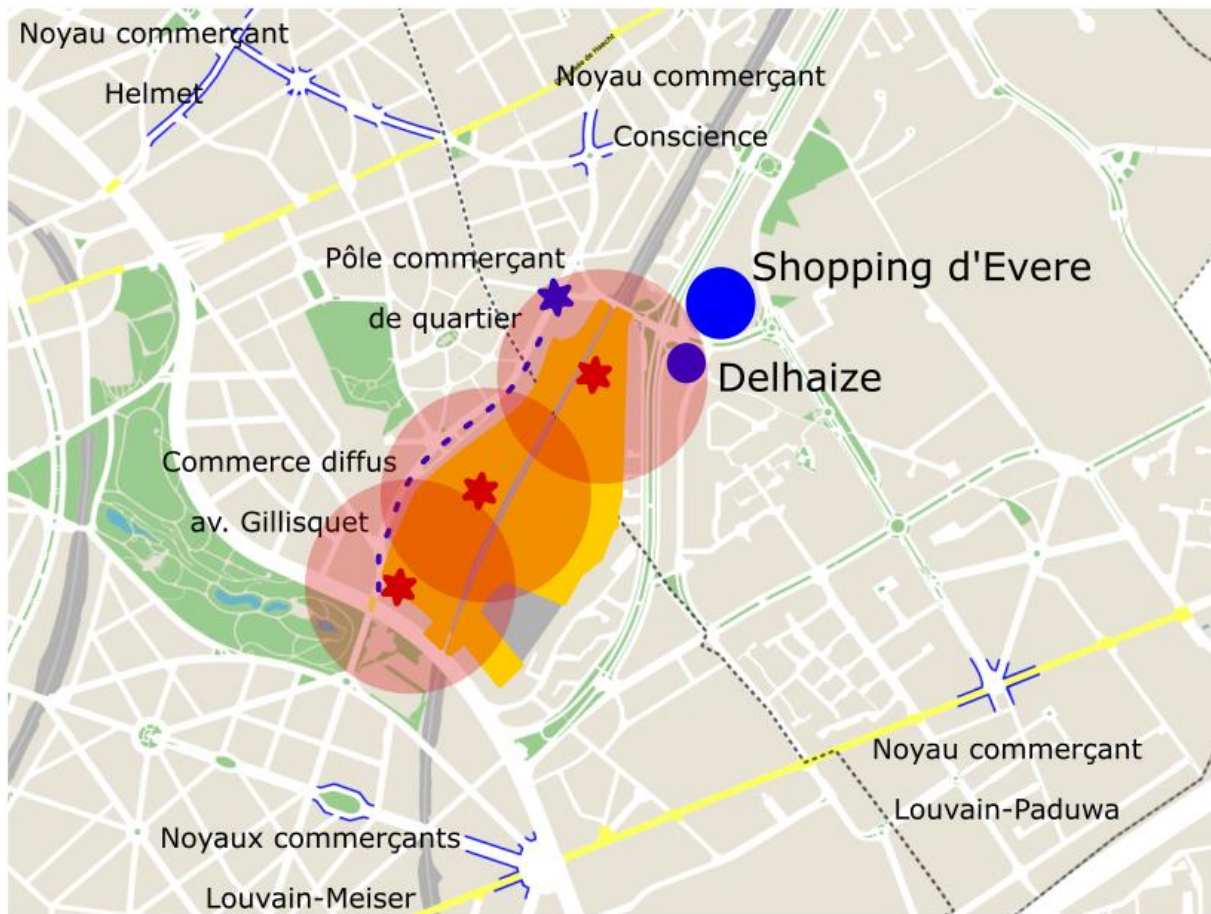 Noyau commerçant
Helmet
Noyau commerçant
Conscience
Pôle commerçant
de quartier
Shopping d'Evere
Delhaize
Commerce diffus
av. Gillisquet
Noyau commerçant
Louvain-Paduwa
Noyaux commerçants
Louvain-Meiser